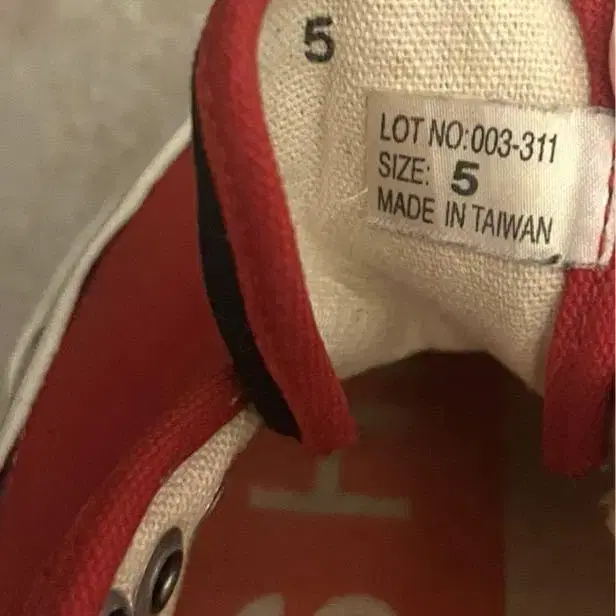 5
LOT NO:003-311
SIZE: 5
MADE IN TAIWAN